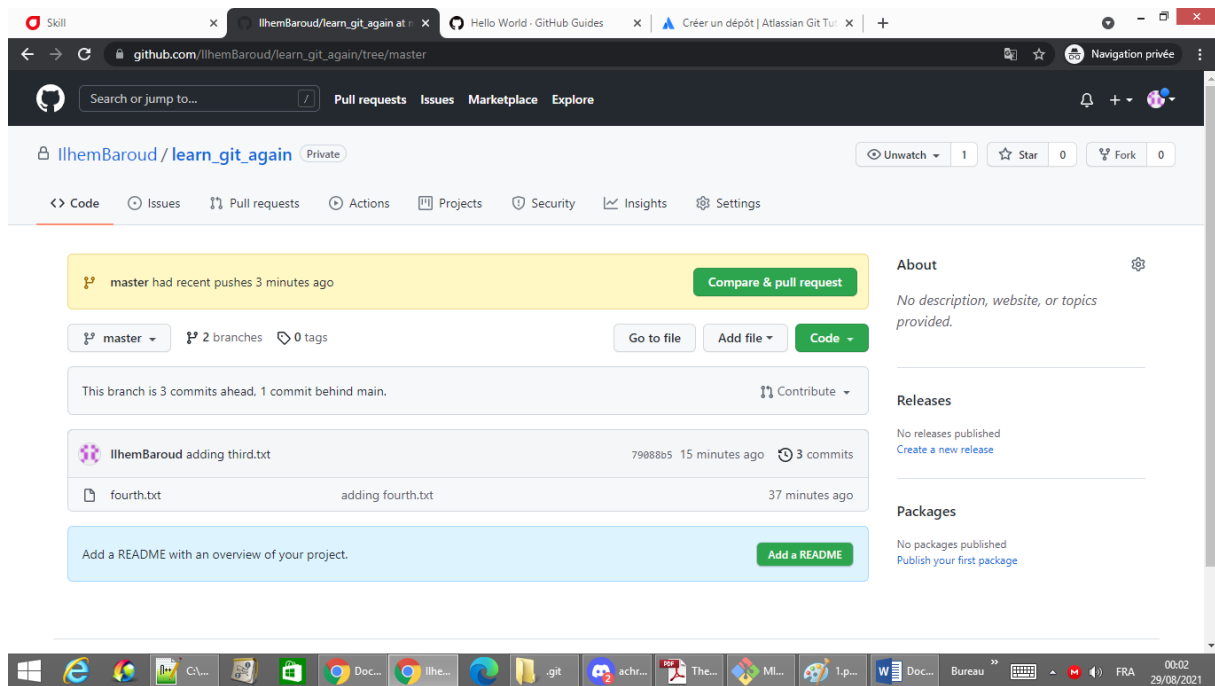 Skill
IlhemBaroud/learn_git_again at m
Hello World · GitHub Guides
Créer un dépôt | Atlassian Git Tut
github.com/IlhemBaroud/learn_git_again/tree/master
Navigation privée
Search or jump to...
/
Pull requests Issues Marketplace Explore
IlhemBaroud / learn_git_again Private
Unwatch 1 Star 0 Fork 0
Code Issues Pull requests Actions Projects Security Insights Settings
master had recent pushes 3 minutes ago
Compare & pull request
master 2 branches 0 tags
Go to file Add file Code
This branch is 3 commits ahead, 1 commit behind main.
Contribute
IlhemBaroud adding third.txt 79088b5 15 minutes ago 3 commits
fourth.txt adding fourth.txt 37 minutes ago
Add a README with an overview of your project.
Add a README
About
No description, website, or topics
provided.
Releases
No releases published
Create a new release
Packages
No packages published
Publish your first package
C:\... Doc... Ilhe... .git achr... The... MI... 1.p... Doc... Bureau » FRA 00:02
29/08/2021